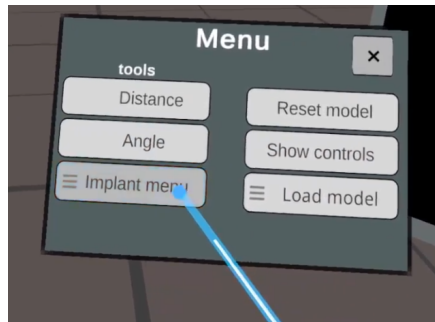 Menu
×
tools
Distance
Angle
Implant menu
Reset model
Show controls
Load model